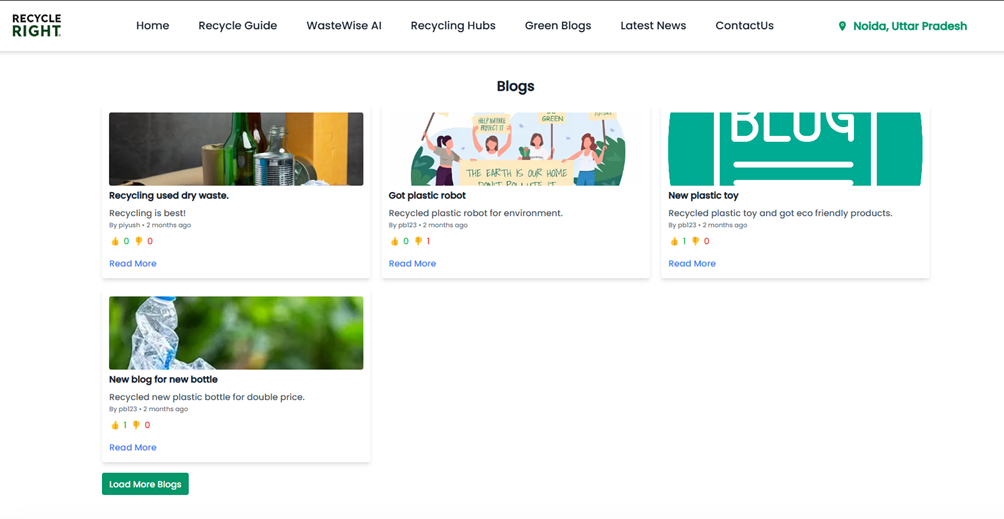 RECYCLE
RIGHT
Home Recycle Guide WasteWise AI Recycling Hubs Green Blogs Latest News ContactUs Noida, Uttar Pradesh
Blogs
HELP NATURE
PROTECT IT
GREEN
THE EARTH IS OUR HOME
DON'T POLLUTE IT
BLUG
Recycling used dry waste.
Recycling is best!
By piyush • 2 months ago
👍 0 👎 0
Read More
Got plastic robot
Recycled plastic robot for environment.
By pb123 • 2 months ago
👍 0 👎 1
Read More
New plastic toy
Recycled plastic toy and got eco friendly products.
By pb123 • 2 months ago
👍 1 👎 0
Read More
New blog for new bottle
Recycled new plastic bottle for double price.
By pb123 • 2 months ago
👍 1 👎 0
Read More
Load More Blogs